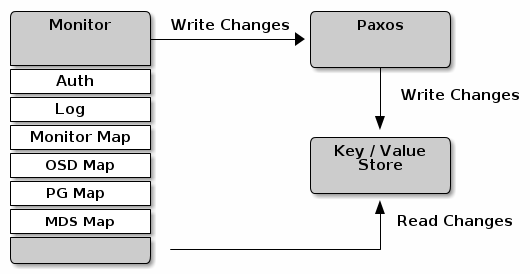 Monitor
Write Changes
Paxos
Auth
Log
Monitor Map
OSD Map
PG Map
MDS Map
Write Changes
Key / Value
Store
Read Changes